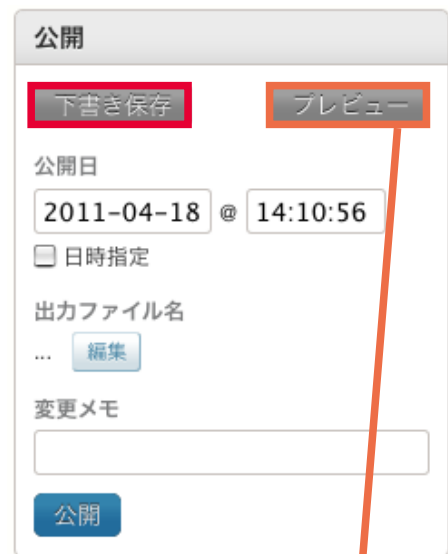 公開
下書き保存 プレビュー
公開日
2011-04-18 @ 14:10:56
日時指定
出力ファイル名
... 編集
変更メモ
公開